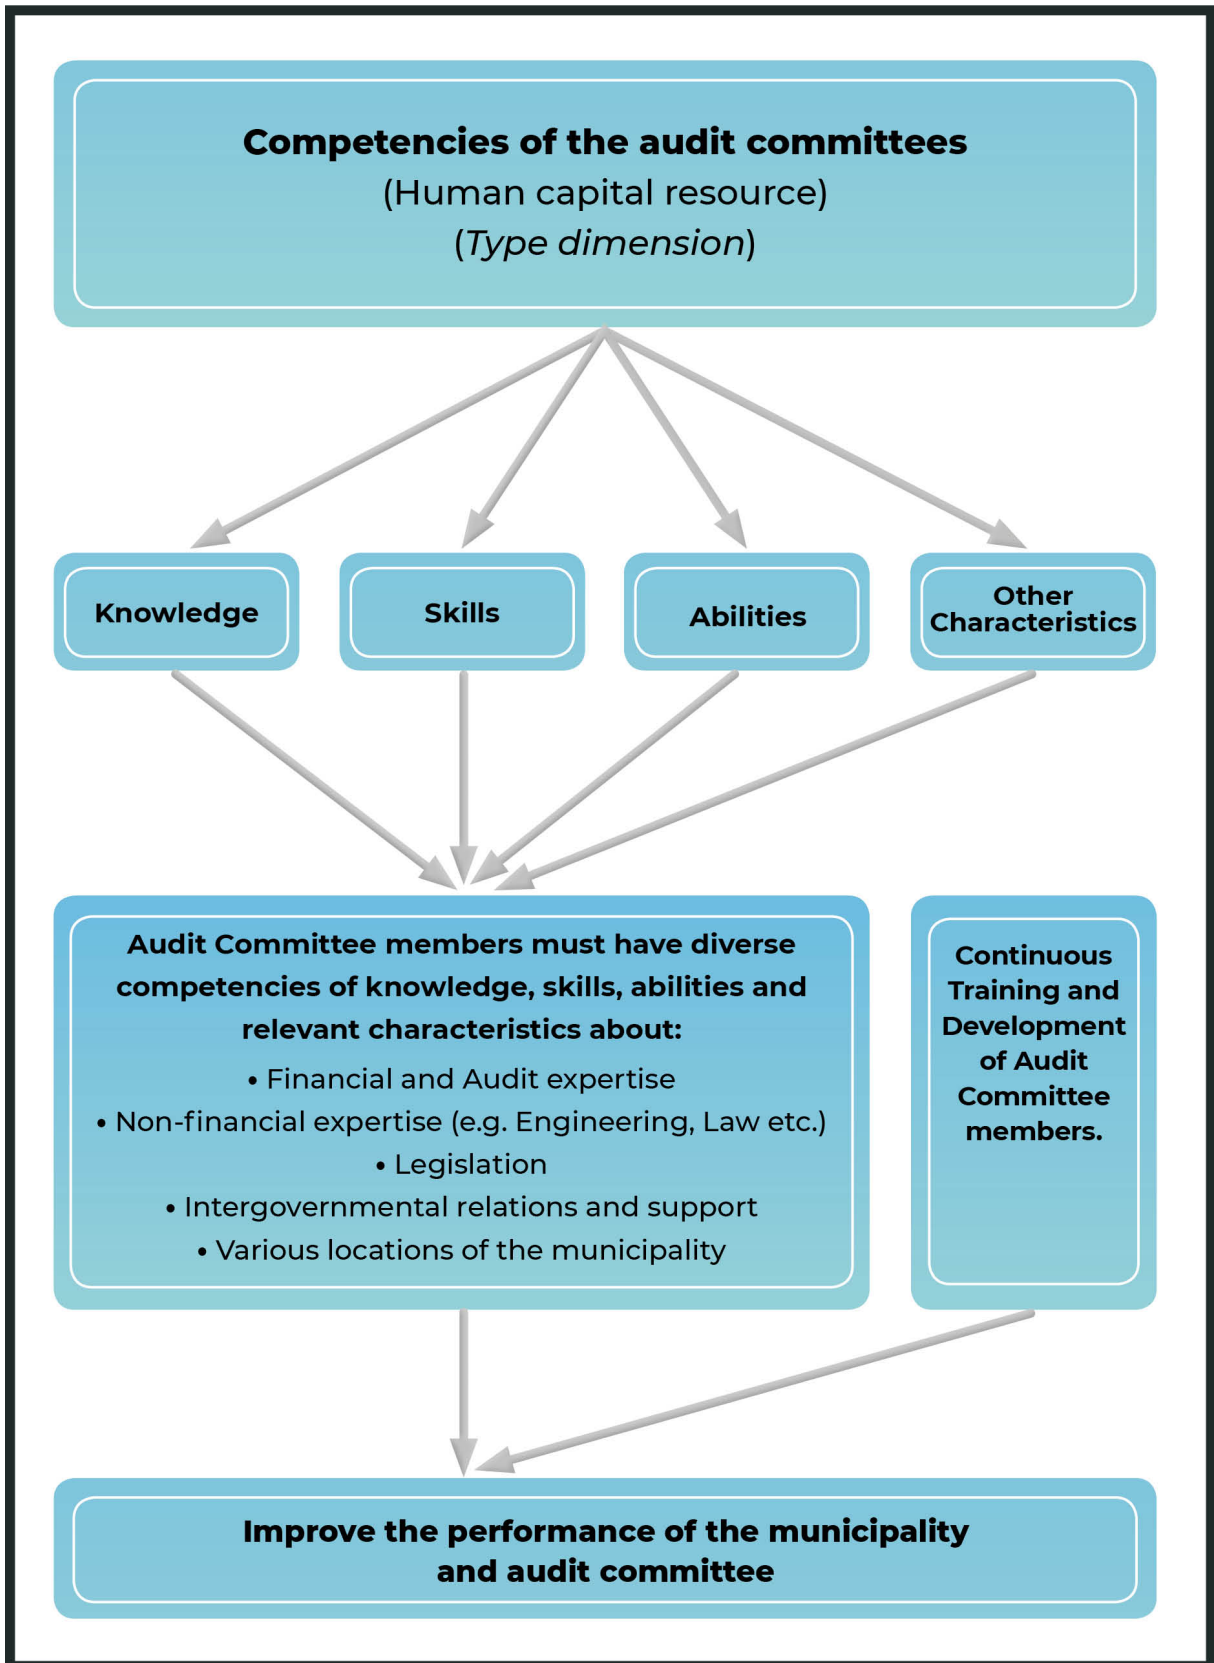 Competencies of the audit committees
(Human capital resource)
(Type dimension)
Knowledge
Skills
Abilities
Other
Characteristics
Audit Committee members must have diverse
competencies of knowledge, skills, abilities and
relevant characteristics about:
• Financial and Audit expertise
• Non-financial expertise (e.g. Engineering, Law etc.)
• Legislation
• Intergovernmental relations and support
• Various locations of the municipality
Continuous
Training and
Development
of Audit
Committee
members.
Improve the performance of the municipality
and audit committee